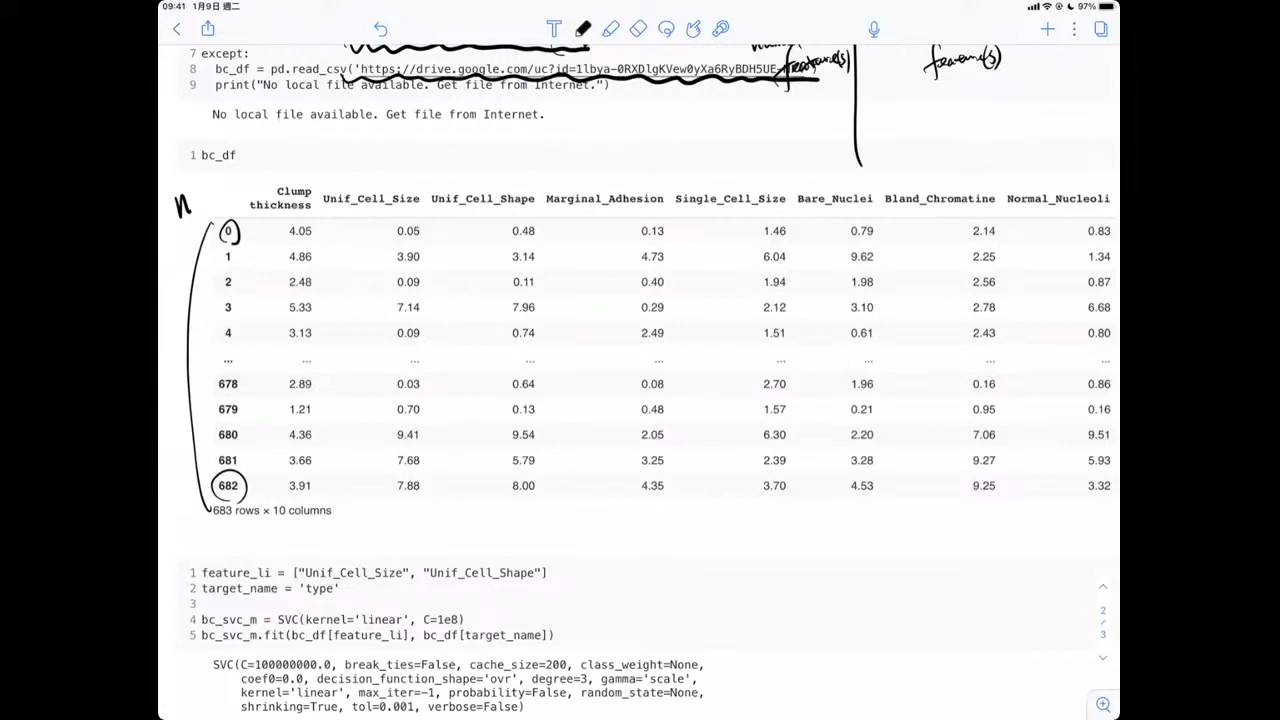 09:41 1月9日 週二
97%
7 except:
8 bc_df = pd.read_csv('https://drive.google.com/uc?id=1lbya-0RXDlgKVew0yXa6RyBDH5UE
feature(s)
9 print("No local file available. Get file from Internet.")
No local file available. Get file from Internet.
1 bc_df
n
Clump thickness Unif_Cell_Size Unif_Cell_Shape Marginal_Adhesion Single_Cell_Size Bare_Nuclei Bland_Chromatine Normal_Nucleoli
0 4.05 0.05 0.48 0.13 1.46 0.79 2.14 0.83
1 4.86 3.90 3.14 4.73 6.04 9.62 2.25 1.34
2 2.48 0.09 0.11 0.40 1.94 1.98 2.56 0.87
3 5.33 7.14 7.96 0.29 2.12 3.10 2.78 6.68
4 3.13 0.09 0.74 2.49 1.51 0.61 2.43 0.80
... ... ... ... ... ... ... ... ...
678 2.89 0.03 0.64 0.08 2.70 1.96 0.16 0.86
679 1.21 0.70 0.13 0.48 1.57 0.21 0.95 0.16
680 4.36 9.41 9.54 2.05 6.30 2.20 7.06 9.51
681 3.66 7.68 5.79 3.25 2.39 3.28 9.27 5.93
682 3.91 7.88 8.00 4.35 3.70 4.53 9.25 3.32
683 rows × 10 columns
1 feature_li = ["Unif_Cell_Size", "Unif_Cell_Shape"]
2 target_name = 'type'
3
4 bc_svc_m = SVC(kernel='linear', C=1e8)
5 bc_svc_m.fit(bc_df[feature_li], bc_df[target_name])
2
/
3
SVC(C=100000000.0, break_ties=False, cache_size=200, class_weight=None,
coef0=0.0, decision_function_shape='ovr', degree=3, gamma='scale',
kernel='linear', max_iter=-1, probability=False, random_state=None,
shrinking=True, tol=0.001, verbose=False)